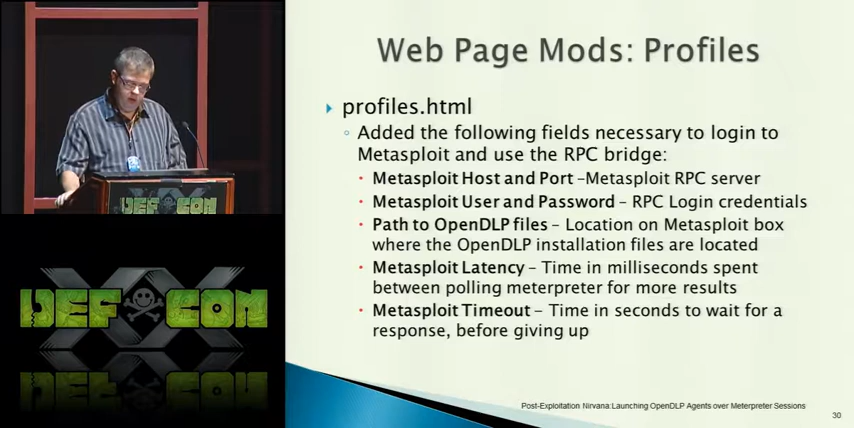 Web Page Mods: Profiles
profiles.html
Added the following fields necessary to login to
Metasploit and use the RPC bridge:
Metasploit Host and Port –Metasploit RPC server
Metasploit User and Password – RPC Login credentials
Path to OpenDLP files – Location on Metasploit box
where the OpenDLP installation files are located
Metasploit Latency – Time in milliseconds spent
between polling meterpreter for more results
Metasploit Timeout – Time in seconds to wait for a
response, before giving up
Post-Exploitation Nirvana:Launching OpenDLP Agents over Meterpreter Sessions
30
DEFCON
XX
DEF CON
DEF CON